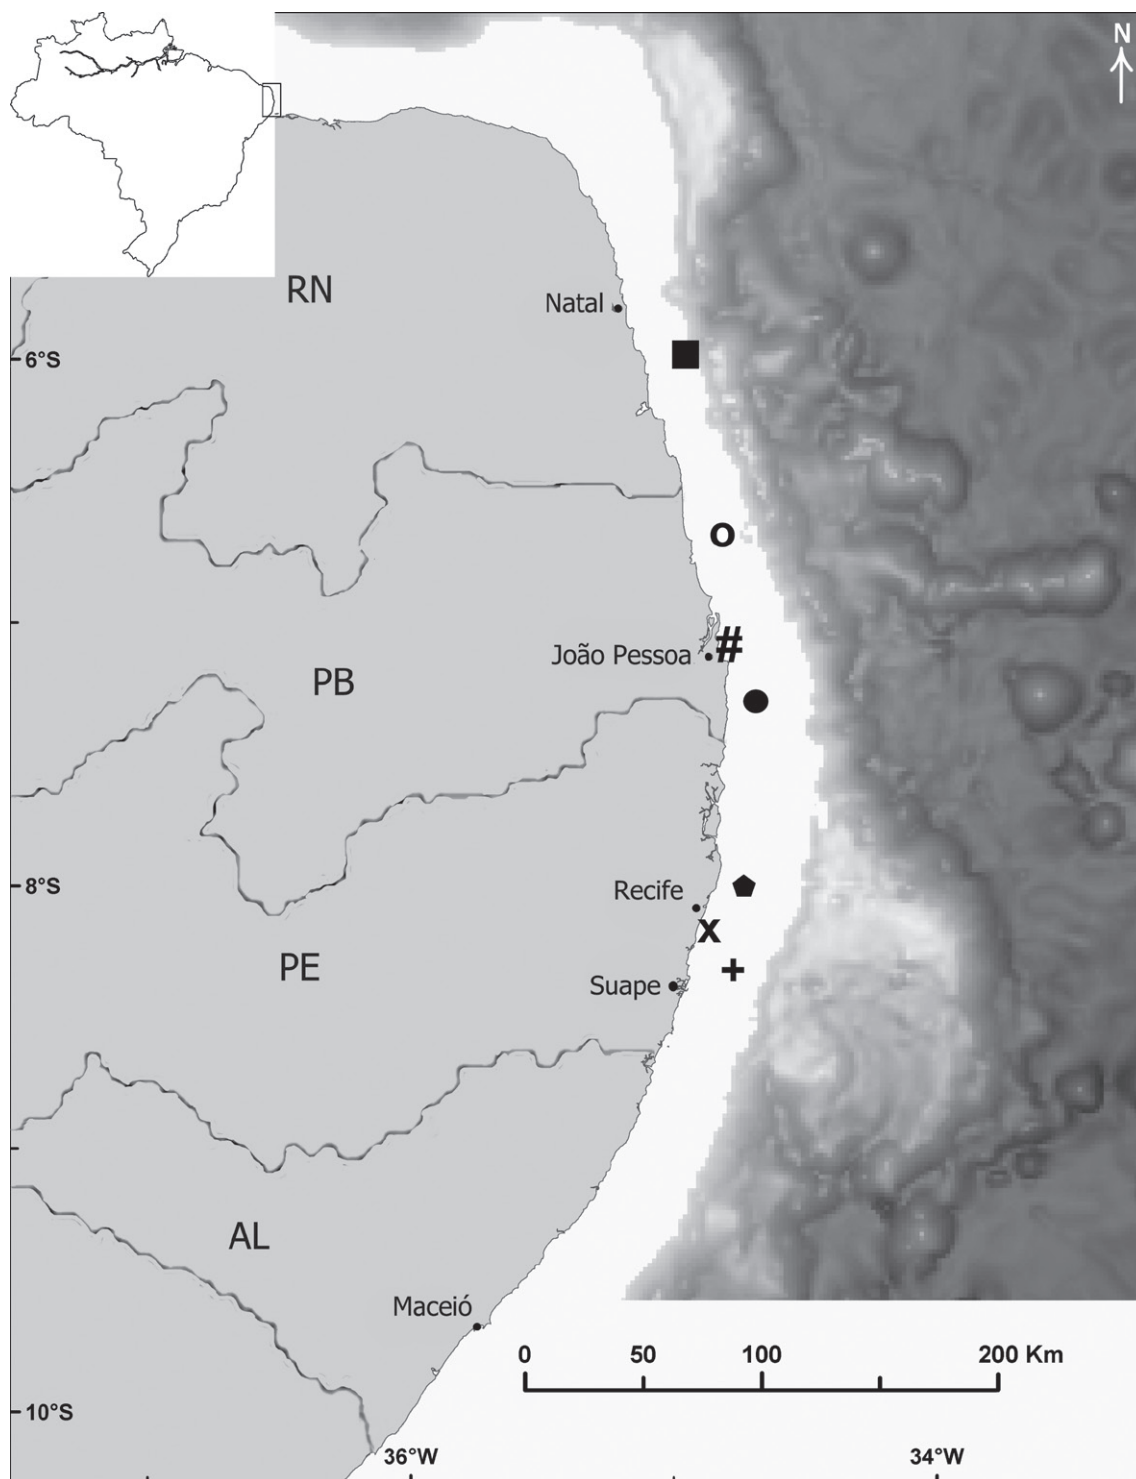 N
RN
Natal
6°S
O
#
João Pessoa
PB
8°S
Recife
X
PE
+
Suape
AL
Maceió
0 50 100 200 Km
10°S
36°W 34°W